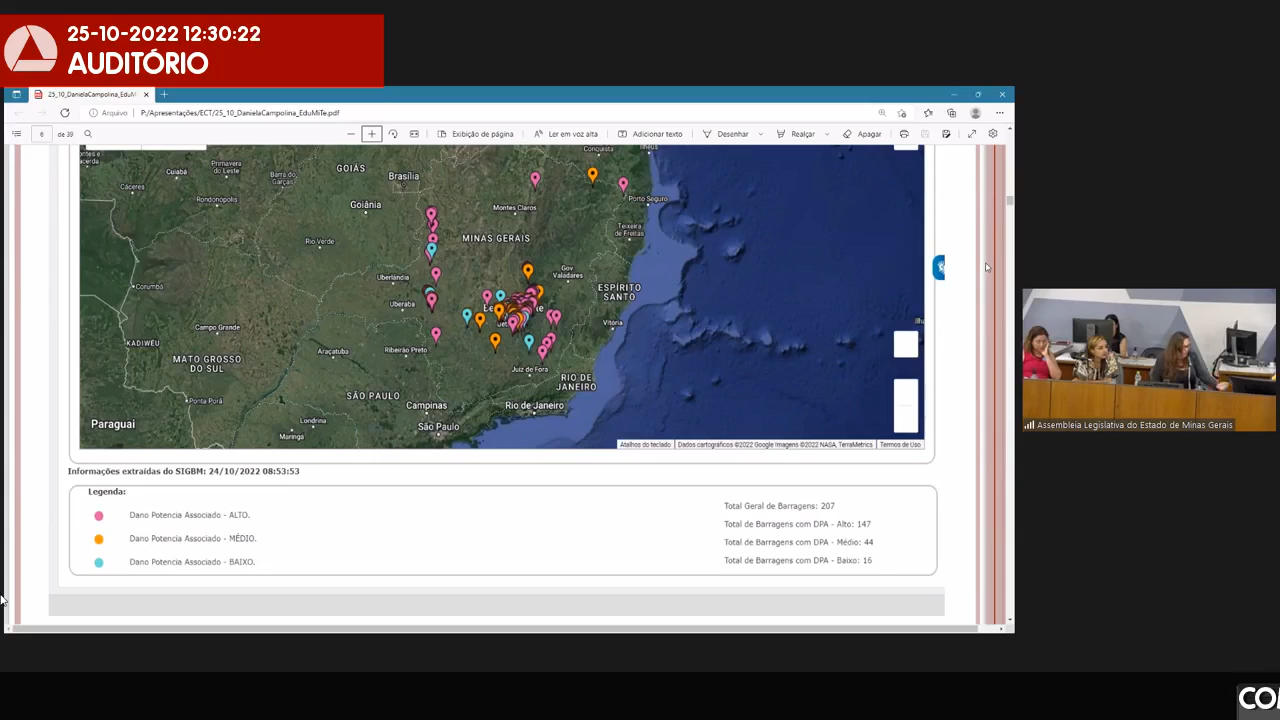 25-10-2022 12:30:22
AUDITÓRIO
25_10_DanielaCampolina_EduMi
Arquivo
P:/Apresentações/ECT/25_10_DanielaCampolina_EduMiTe.pdf
6 de 39
Exibição de página
Ler em voz alta
Adicionar texto
Desenhar
Realçar
Apagar
Conquista
Ilhéus
Cáceres
Cuiabá
Primavera do Leste
Barra do Garças
GOIÁS
Brasília
Rondonópolis
Goiânia
Montes Claros
Porto Seguro
Teixeira de Freitas
Rio Verde
MINAS GERAIS
Corumbá
Uberlândia
Gov Valadares
Uberaba
ESPÍRITO SANTO
Vitória
Campo Grande
KADIWÉU
MATO GROSSO DO SUL
Araçatuba
Ribeirão Preto
Juiz de Fora
RIO DE JANEIRO
Ponta Porã
SÃO PAULO
Campinas
Rio de Janeiro
Paraguai
Londrina
Maringá
São Paulo
Atalhos do teclado
Dados cartográficos ©2022 Google Imagens ©2022 NASA, TerraMetrics
Termos de Uso
Informações extraídas do SIGBM: 24/10/2022 08:53:53
Legenda:
Dano Potencia Associado - ALTO.
Dano Potencia Associado - MÉDIO.
Dano Potencia Associado - BAIXO.
Total Geral de Barragens: 207
Total de Barragens com DPA - Alto: 147
Total de Barragens com DPA - Médio: 44
Total de Barragens com DPA - Baixo: 16
Assembleia Legislativa do Estado de Minas Gerais